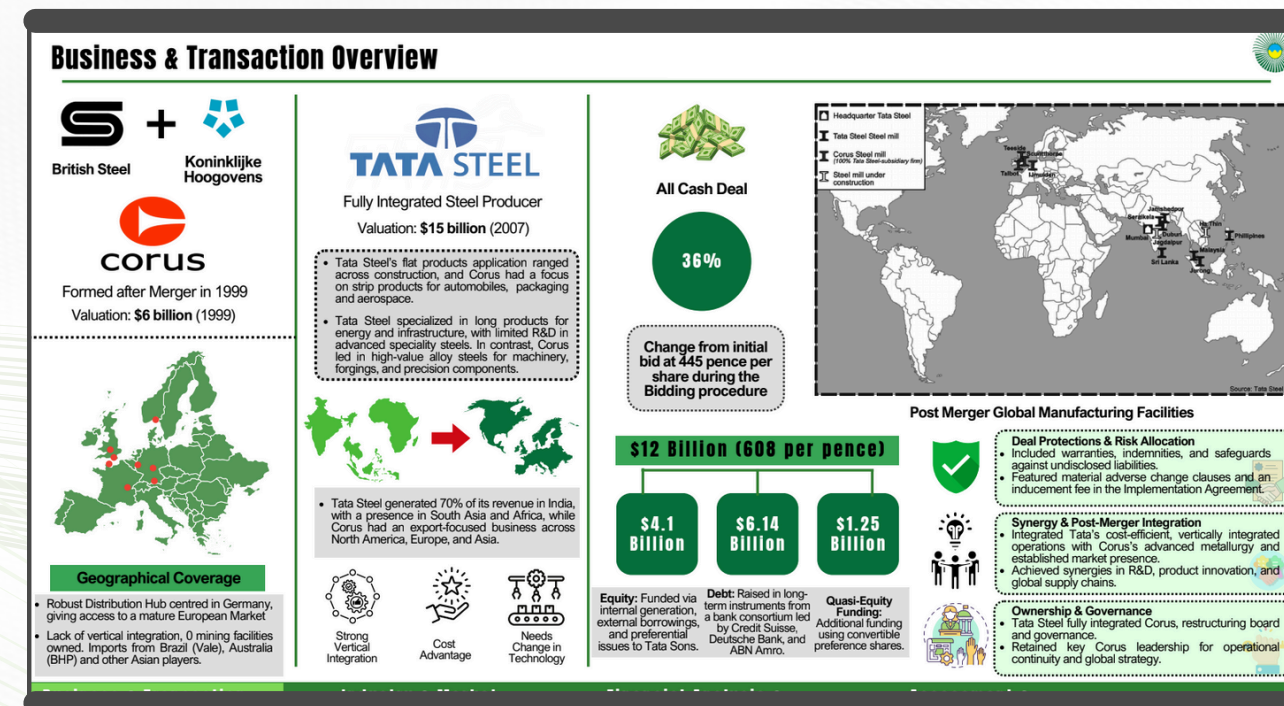 Business & Transaction Overview
British Steel
Koninklijke
Hoogovens
corus
Formed after Merger in 1999
Valuation: $6 billion (1999)
Geographical Coverage
• Robust Distribution Hub centred in Germany,
giving access to a mature European Market
• Lack of vertical integration, 0 mining facilities
owned. Imports from Brazil (Vale), Australia
(BHP) and other Asian players.
TATA STEEL
Fully Integrated Steel Producer
Valuation: $15 billion (2007)
• Tata Steel's flat products application ranged
across construction, and Corus had a focus
on strip products for automobiles, packaging
and aerospace.
• Tata Steel specialized in long products for
energy and infrastructure, with limited R&D in
advanced speciality steels. In contrast, Corus
led in high-value alloy steels for machinery,
forgings, and precision components.
• Tata Steel generated 70% of its revenue in India,
with a presence in South Asia and Africa, while
Corus had an export-focused business across
North America, Europe, and Asia.
Strong
Vertical
Integration
Cost
Advantage
Needs
Change in
Technology
All Cash Deal
36%
Change from initial
bid at 445 pence per
share during the
Bidding procedure
$12 Billion (608 per pence)
$4.1
Billion
$6.14
Billion
$1.25
Billion
Equity: Funded via
internal generation,
external borrowings,
and preferential
issues to Tata Sons.
Debt: Raised in long-
term instruments from
a bank consortium led
by Credit Suisse,
Deutsche Bank, and
ABN Amro.
Quasi-Equity
Funding:
Additional funding
using convertible
preference shares.
Headquarter Tata Steel
Tata Steel Steel mill
Corus Steel mill
(100% Tata Steel-subsidiary firm)
Steel mill under
construction
Teeside
Scunthorpe
Talbot
IJmuiden
Jamshedpur
Seraikela
Mumbai
Duburi
Jagdalpur
Sri Lanka
Ha Tinh
Phillipines
Malaysia
Jurong
Source: Tata Steel
Post Merger Global Manufacturing Facilities
Deal Protections & Risk Allocation
• Included warranties, indemnities, and safeguards
against undisclosed liabilities.
• Featured material adverse change clauses and an
inducement fee in the Implementation Agreement.
Synergy & Post-Merger Integration
• Integrated Tata's cost-efficient, vertically integrated
operations with Corus's advanced metallurgy and
established market presence.
• Achieved synergies in R&D, product innovation, and
global supply chains.
Ownership & Governance
• Tata Steel fully integrated Corus, restructuring board
and governance.
• Retained key Corus leadership for operational
continuity and global strategy.